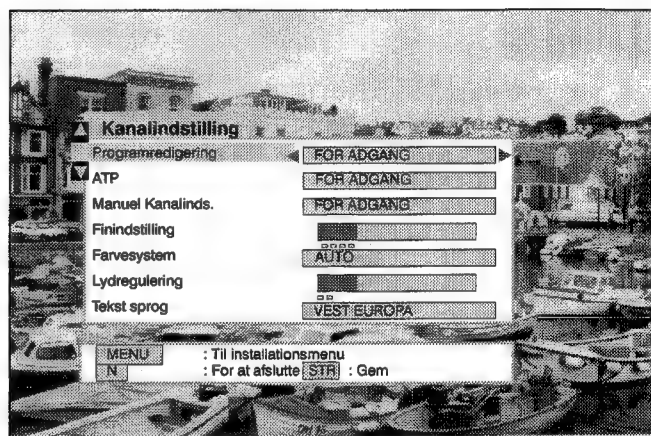 Kanalindstilling
Programredigering FOR ADGANG
ATP FOR ADGANG
Manuel Kanalinds. FOR ADGANG
Finindstilling
Farvesystem AUTO
Lydregulering
Tekst sprog VEST EUROPA
MENU : Til installationsmenu
N : For at afslutte STR : Gem